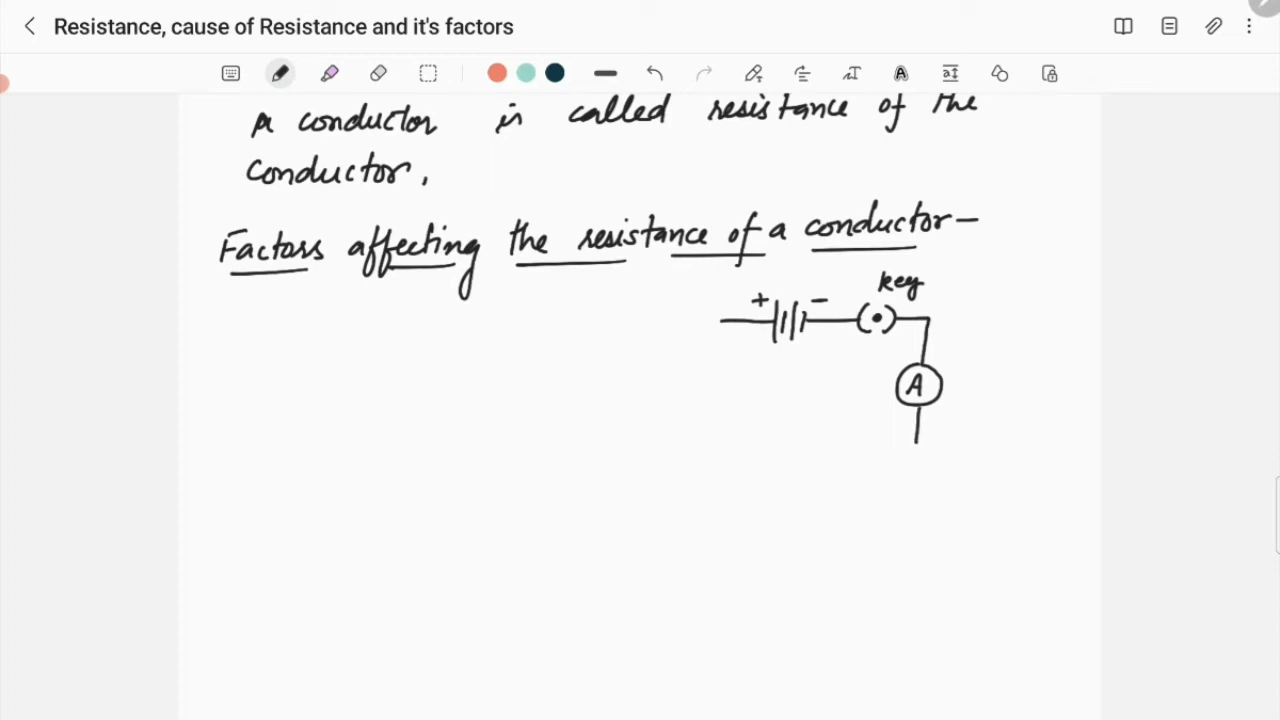 Resistance, cause of Resistance and it's factors
a conductor is called resistance of the
conductor.
Factors affecting the resistance of a conductor-
key
+ -
A